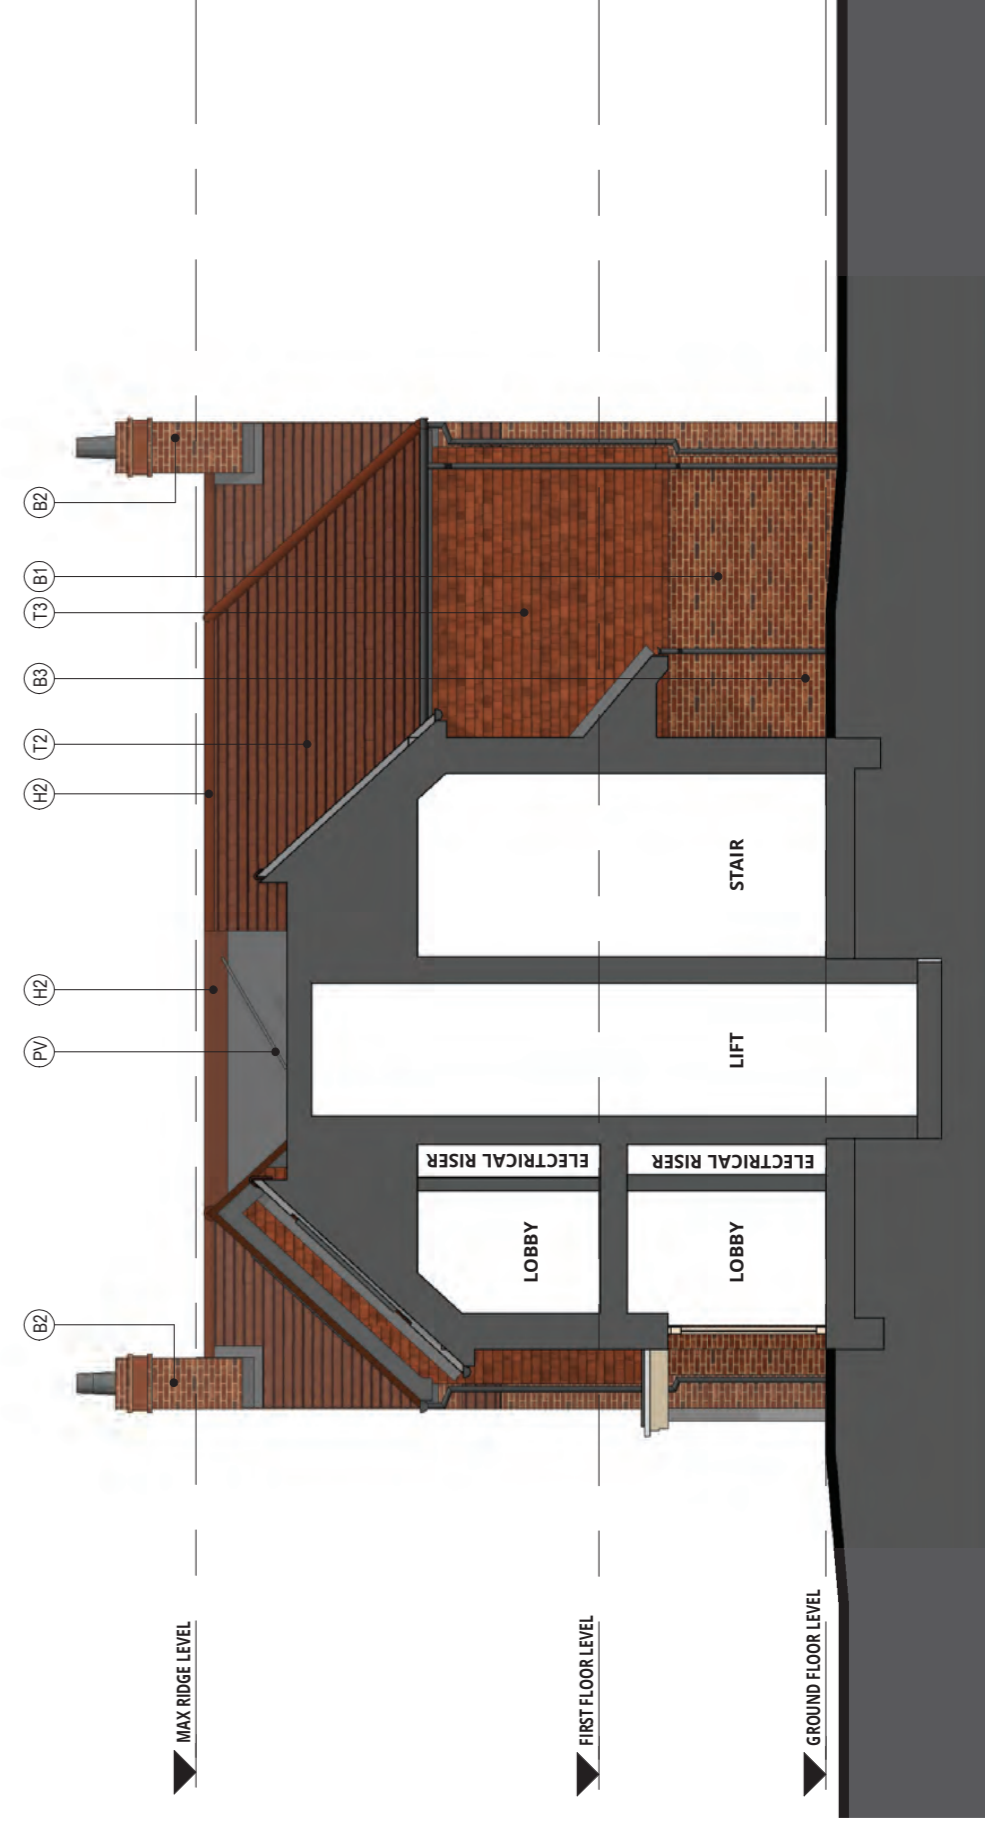 B2
H2
PV
H2
T2
B3
T3
B1
B2
MAX RIDGE LEVEL
FIRST FLOOR LEVEL
GROUND FLOOR LEVEL
LOBBY
ELECTRICAL RISER
LOBBY
ELECTRICAL RISER
LIFT
STAIR